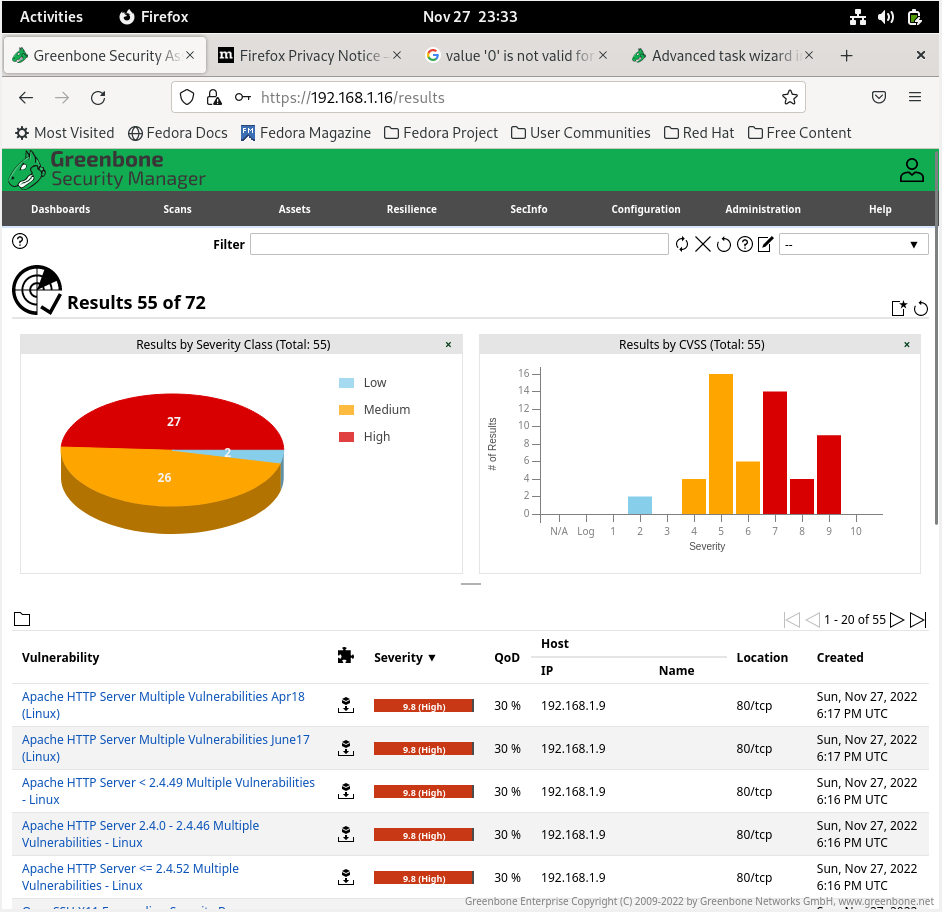 Activities
Firefox
Nov 27 23:33
Greenbone Security As
Firefox Privacy Notice –
value '0' is not valid for
Advanced task wizard i
https://192.168.1.16/results
Most Visited
Fedora Docs
Fedora Magazine
Fedora Project
User Communities
Red Hat
Free Content
Greenbone
Security Manager
Dashboards
Scans
Assets
Resilience
SecInfo
Configuration
Administration
Help
Filter
--
Results 55 of 72
Results by Severity Class (Total: 55)
27
2
26
Low
Medium
High
Results by CVSS (Total: 55)
# of Results
16
14
12
10
8
6
4
2
0
N/A Log 1 2 3 4 5 6 7 8 9 10
Severity
1 - 20 of 55
Vulnerability
Severity ▼
QoD
Host
IP
Name
Location
Created
Apache HTTP Server Multiple Vulnerabilities Apr18
(Linux)
9.8 (High)
30 %
192.168.1.9
80/tcp
Sun, Nov 27, 2022
6:17 PM UTC
Apache HTTP Server Multiple Vulnerabilities June17
(Linux)
9.8 (High)
30 %
192.168.1.9
80/tcp
Sun, Nov 27, 2022
6:17 PM UTC
Apache HTTP Server < 2.4.49 Multiple Vulnerabilities
- Linux
9.8 (High)
30 %
192.168.1.9
80/tcp
Sun, Nov 27, 2022
6:16 PM UTC
Apache HTTP Server 2.4.0 - 2.4.46 Multiple
Vulnerabilities - Linux
9.8 (High)
30 %
192.168.1.9
80/tcp
Sun, Nov 27, 2022
6:16 PM UTC
Apache HTTP Server <= 2.4.52 Multiple
Vulnerabilities - Linux
9.8 (High)
30 %
192.168.1.9
80/tcp
Sun, Nov 27, 2022
6:16 PM UTC
Greenbone Enterprise Copyright (C) 2009-2022 by Greenbone Networks GmbH, www.greenbone.net